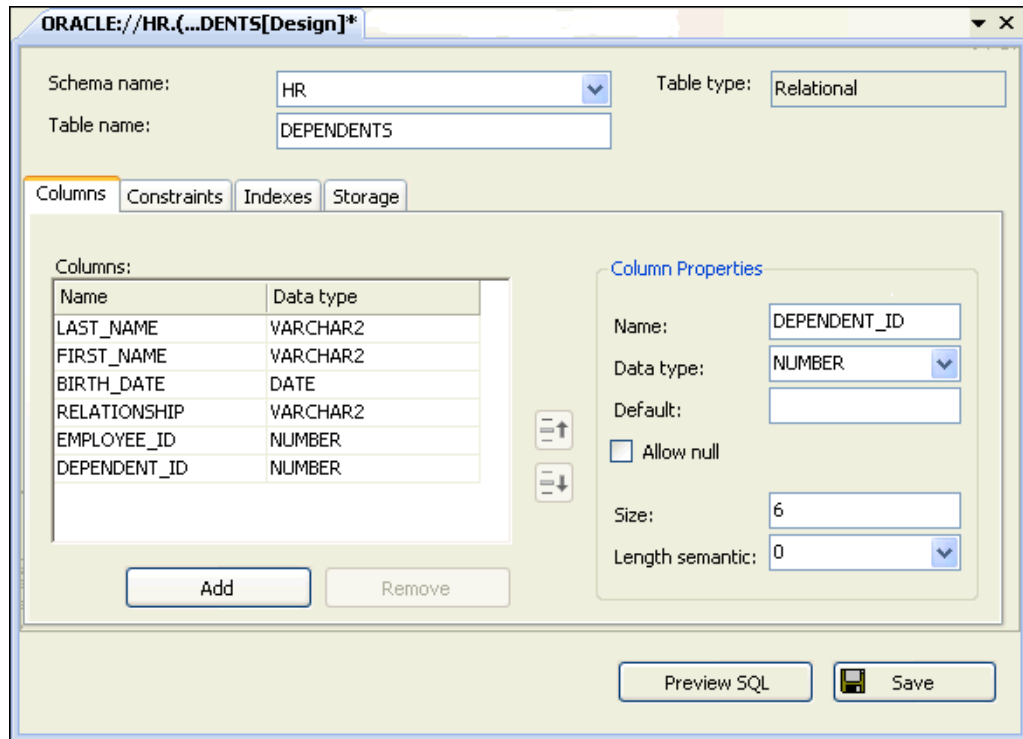 ORACLE://HR.(...DENTS[Design]*
Schema name: HR Table type: Relational
Table name: DEPENDENTS
Columns Constraints Indexes Storage
Columns:
Name Data type
LAST_NAME VARCHAR2
FIRST_NAME VARCHAR2
BIRTH_DATE DATE
RELATIONSHIP VARCHAR2
EMPLOYEE_ID NUMBER
DEPENDENT_ID NUMBER
Add Remove
Column Properties
Name: DEPENDENT_ID
Data type: NUMBER
Default:
Allow null
Size: 6
Length semantic: 0
Preview SQL Save